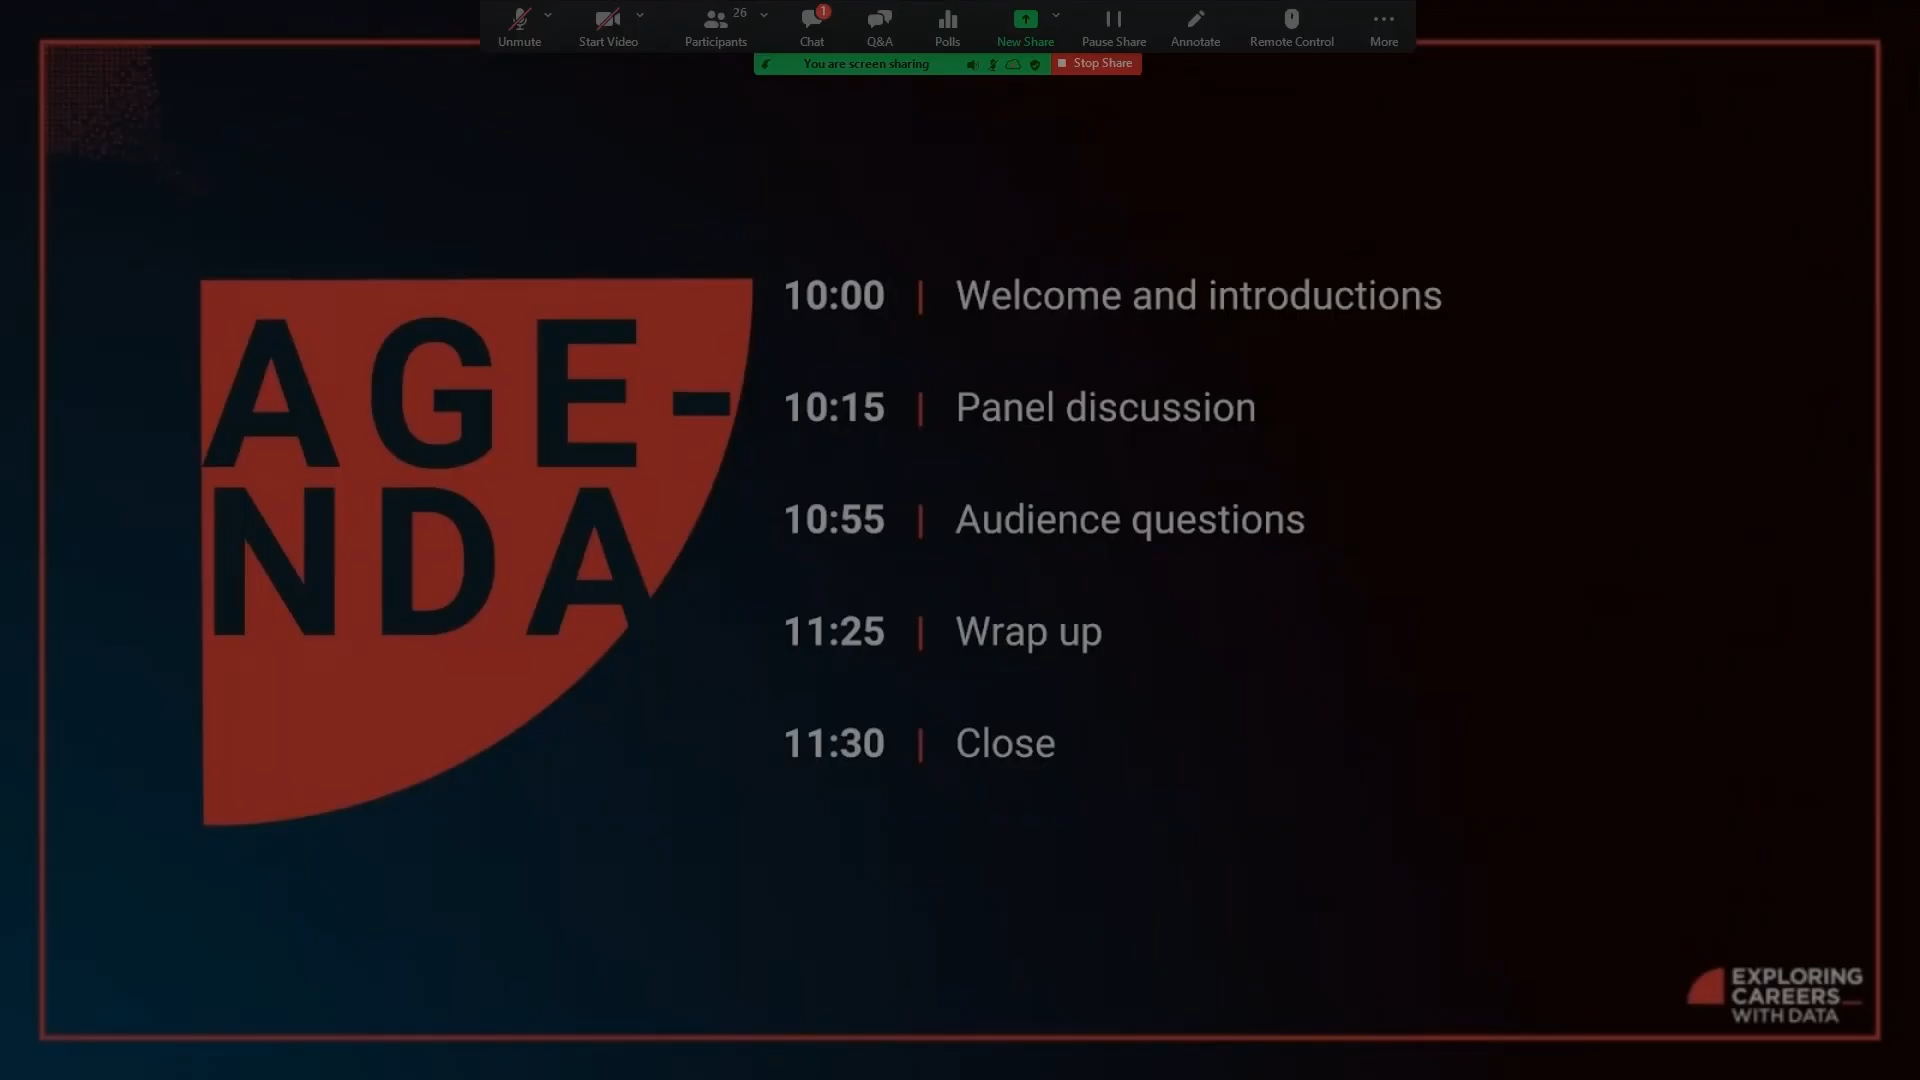 Unmute
Start Video
26
Participants
1
Chat
Q&A
Polls
New Share
Pause Share
Annotate
Remote Control
More
You are screen sharing
Stop Share
AGE-
NDA
10:00 | Welcome and introductions
10:15 | Panel discussion
10:55 | Audience questions
11:25 | Wrap up
11:30 | Close
EXPLORING
CAREERS
WITH DATA